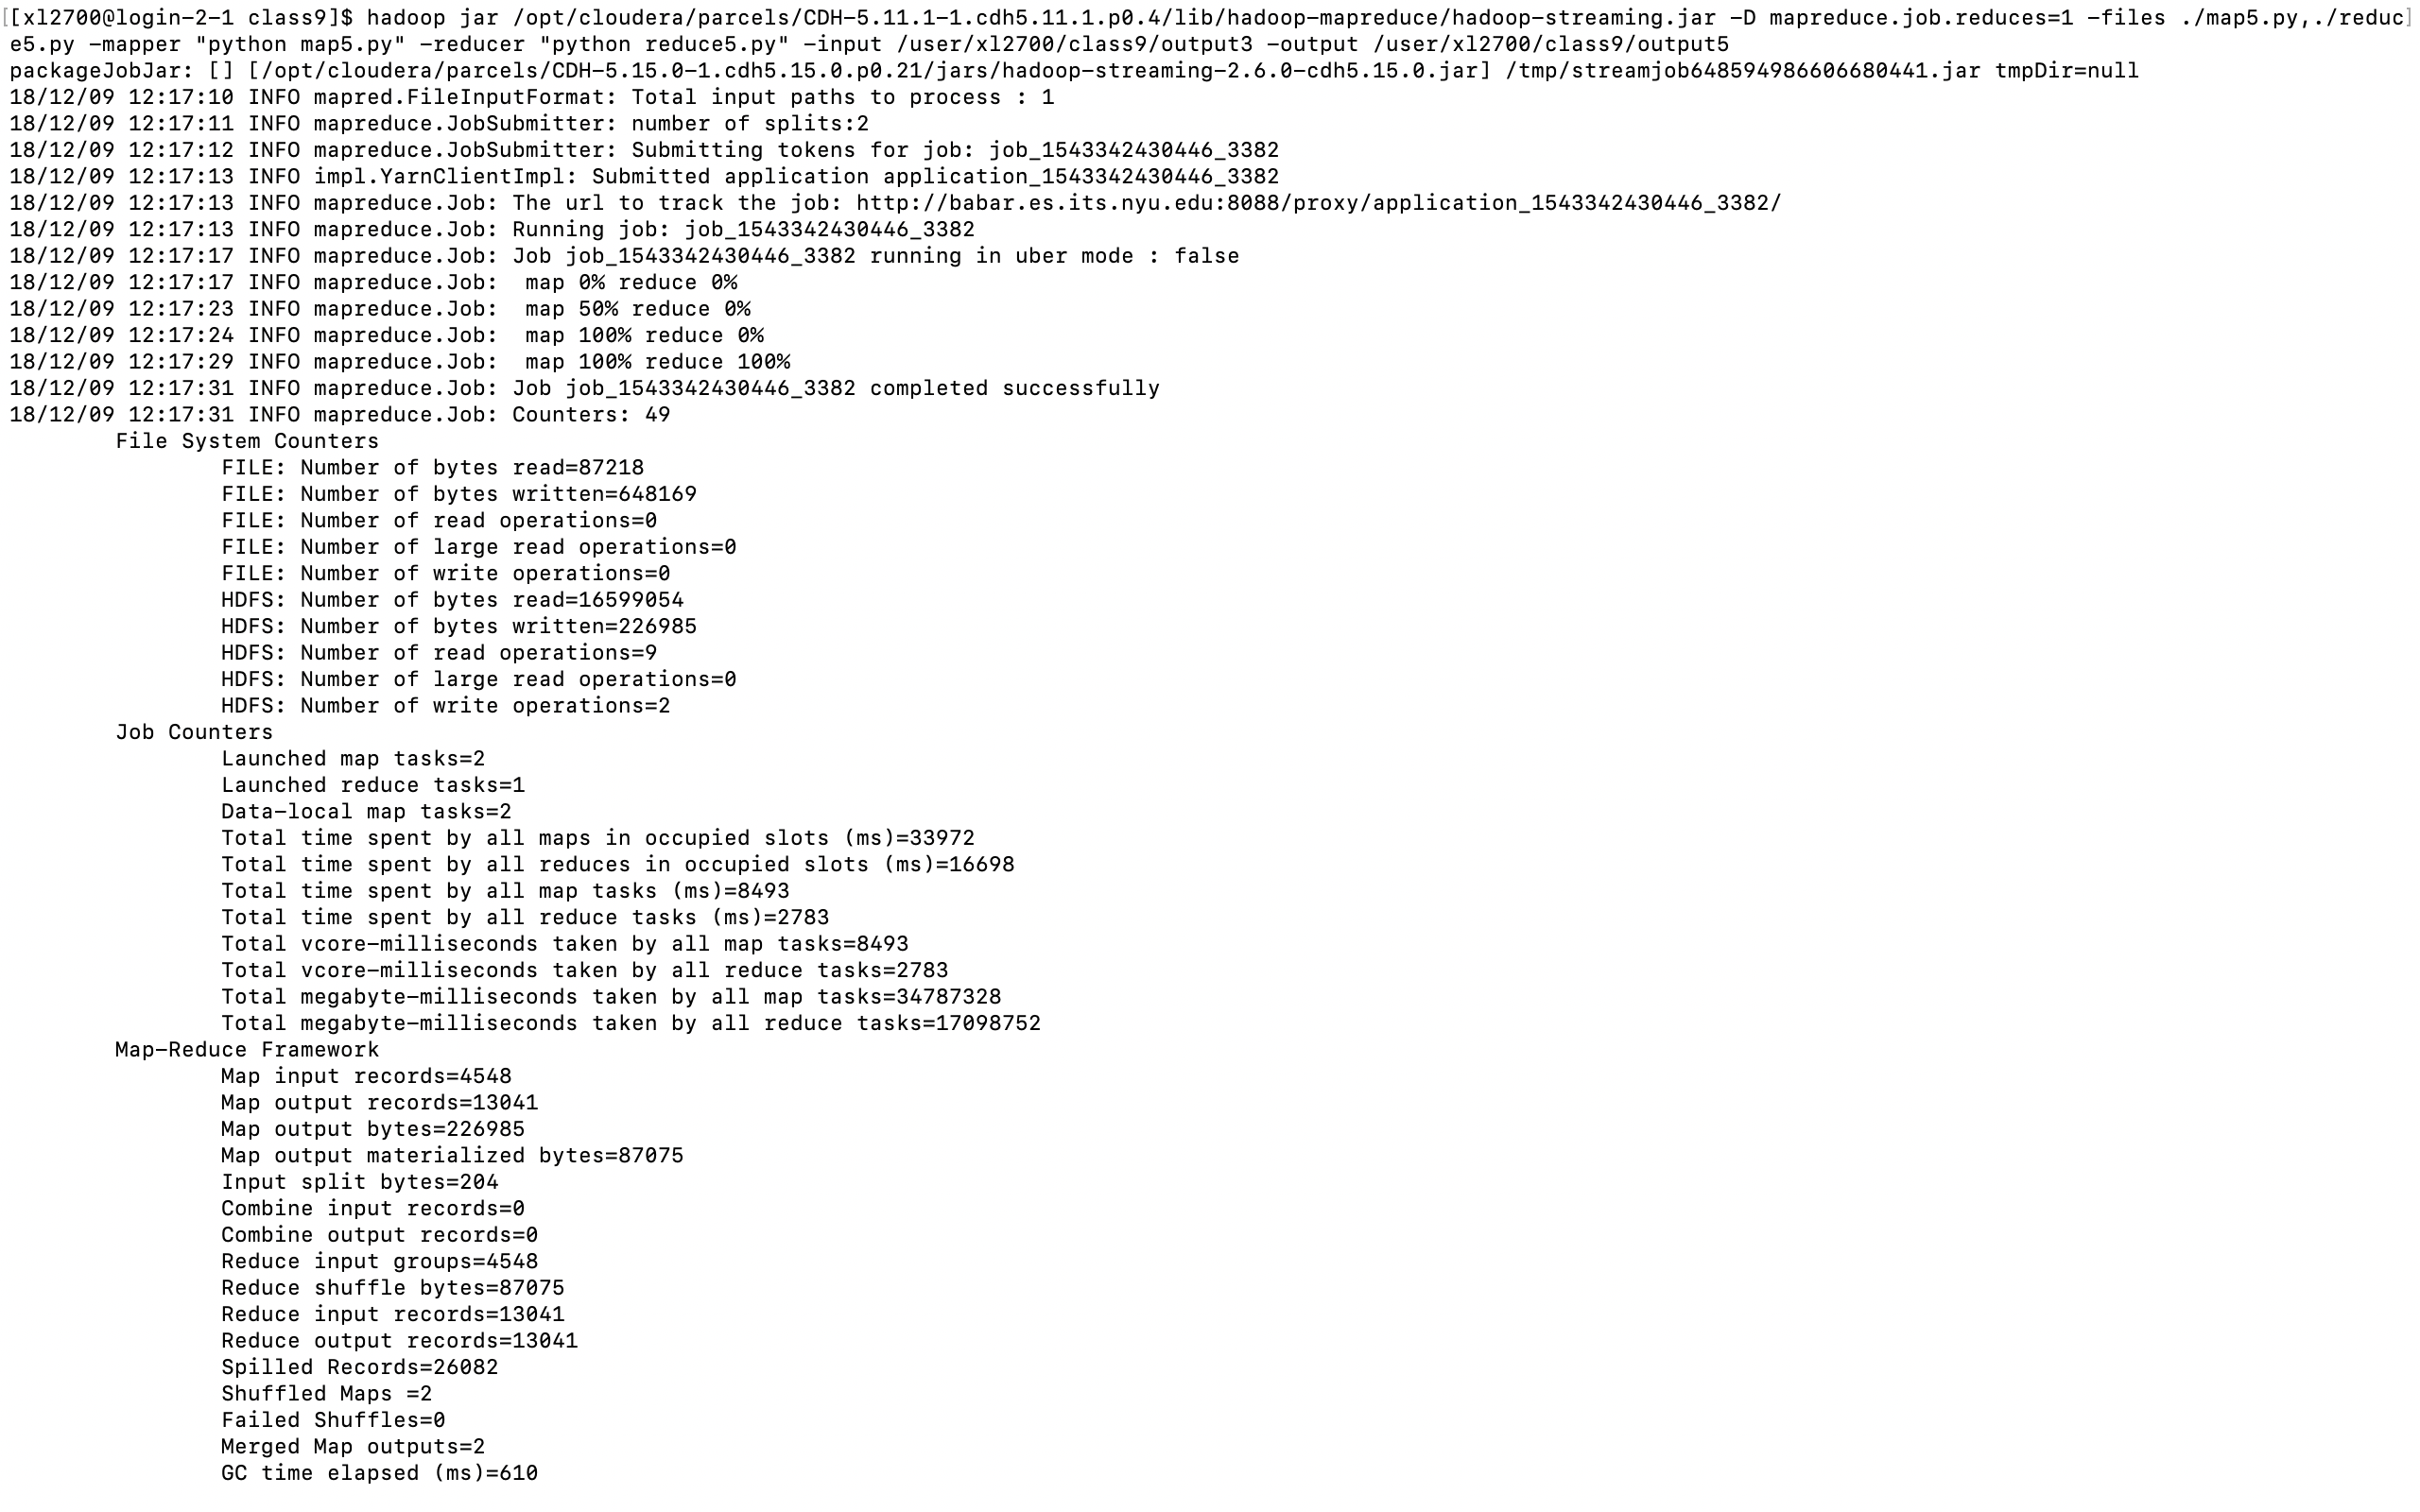 [[xl2700@login-2-1 class9]$ hadoop jar /opt/cloudera/parcels/CDH-5.11.1-1.cdh5.11.1.p0.4/lib/hadoop-mapreduce/hadoop-streaming.jar -D mapreduce.job.reduces=1 -files ./map5.py,./reduc]
e5.py -mapper "python map5.py" -reducer "python reduce5.py" -input /user/xl2700/class9/output3 -output /user/xl2700/class9/output5
packageJobJar: [] [/opt/cloudera/parcels/CDH-5.15.0-1.cdh5.15.0.p0.21/jars/hadoop-streaming-2.6.0-cdh5.15.0.jar] /tmp/streamjob648594986606680441.jar tmpDir=null
18/12/09 12:17:10 INFO mapred.FileInputFormat: Total input paths to process : 1
18/12/09 12:17:11 INFO mapreduce.JobSubmitter: number of splits:2
18/12/09 12:17:12 INFO mapreduce.JobSubmitter: Submitting tokens for job: job_1543342430446_3382
18/12/09 12:17:13 INFO impl.YarnClientImpl: Submitted application application_1543342430446_3382
18/12/09 12:17:13 INFO mapreduce.Job: The url to track the job: http://babar.es.its.nyu.edu:8088/proxy/application_1543342430446_3382/
18/12/09 12:17:13 INFO mapreduce.Job: Running job: job_1543342430446_3382
18/12/09 12:17:17 INFO mapreduce.Job: Job job_1543342430446_3382 running in uber mode : false
18/12/09 12:17:17 INFO mapreduce.Job:  map 0% reduce 0%
18/12/09 12:17:23 INFO mapreduce.Job:  map 50% reduce 0%
18/12/09 12:17:24 INFO mapreduce.Job:  map 100% reduce 0%
18/12/09 12:17:29 INFO mapreduce.Job:  map 100% reduce 100%
18/12/09 12:17:31 INFO mapreduce.Job: Job job_1543342430446_3382 completed successfully
18/12/09 12:17:31 INFO mapreduce.Job: Counters: 49
File System Counters
FILE: Number of bytes read=87218
FILE: Number of bytes written=648169
FILE: Number of read operations=0
FILE: Number of large read operations=0
FILE: Number of write operations=0
HDFS: Number of bytes read=16599054
HDFS: Number of bytes written=226985
HDFS: Number of read operations=9
HDFS: Number of large read operations=0
HDFS: Number of write operations=2
Job Counters
Launched map tasks=2
Launched reduce tasks=1
Data-local map tasks=2
Total time spent by all maps in occupied slots (ms)=33972
Total time spent by all reduces in occupied slots (ms)=16698
Total time spent by all map tasks (ms)=8493
Total time spent by all reduce tasks (ms)=2783
Total vcore-milliseconds taken by all map tasks=8493
Total vcore-milliseconds taken by all reduce tasks=2783
Total megabyte-milliseconds taken by all map tasks=34787328
Total megabyte-milliseconds taken by all reduce tasks=17098752
Map-Reduce Framework
Map input records=4548
Map output records=13041
Map output bytes=226985
Map output materialized bytes=87075
Input split bytes=204
Combine input records=0
Combine output records=0
Reduce input groups=4548
Reduce shuffle bytes=87075
Reduce input records=13041
Reduce output records=13041
Spilled Records=26082
Shuffled Maps =2
Failed Shuffles=0
Merged Map outputs=2
GC time elapsed (ms)=610